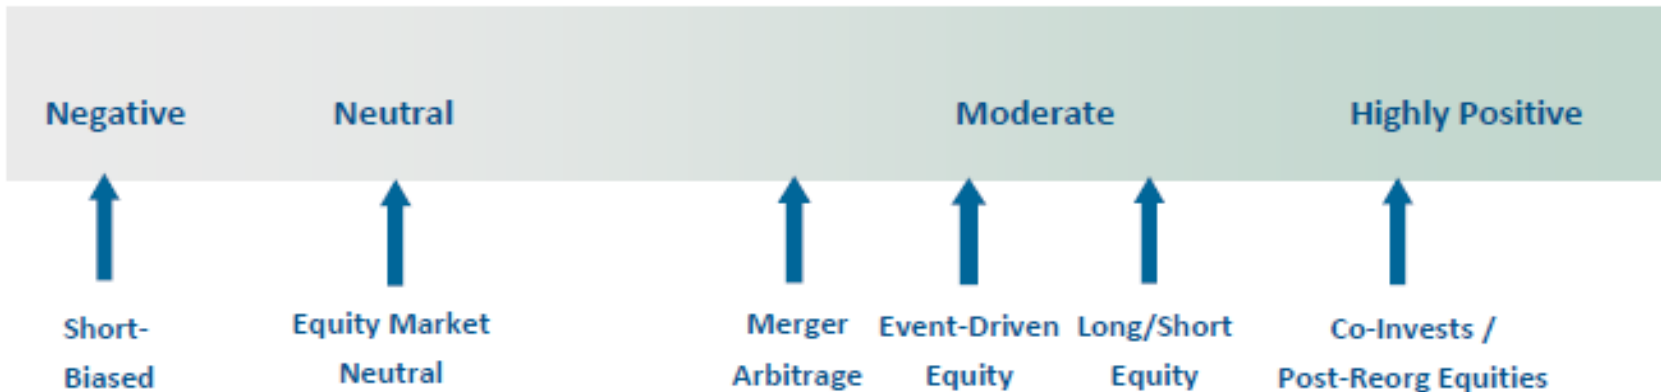 Negative Neutral Moderate Highly Positive
Short-
Biased
Equity Market
Neutral
Merger
Arbitrage
Event-Driven
Equity
Long/Short
Equity
Co-Invests /
Post-Reorg Equities